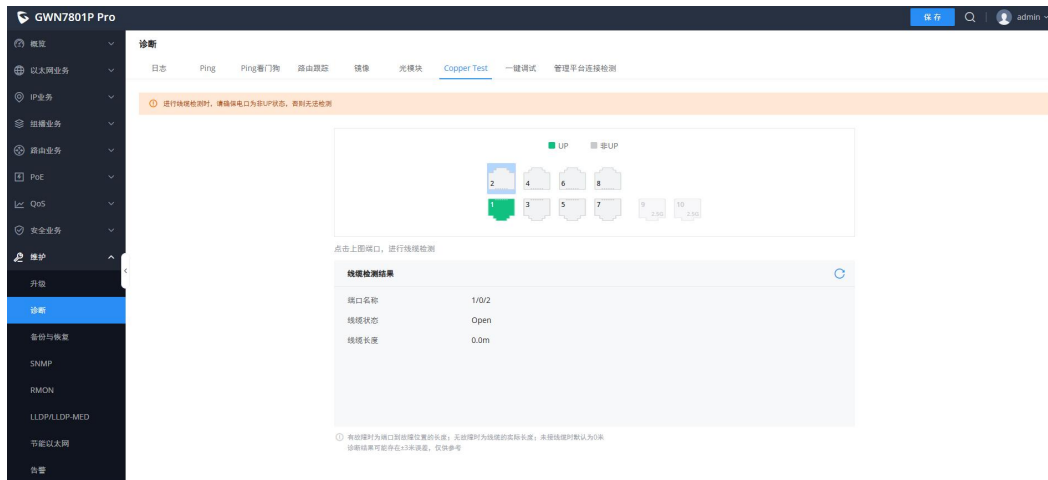 GWN7801P Pro
保存
admin
概览
以太网业务
IP业务
组播业务
路由业务
PoE
QoS
安全业务
维护
升级
诊断
备份与恢复
SNMP
RMON
LLDP/LLDP-MED
节能以太网
告警
诊断
日志 Ping Ping看门狗 路由跟踪 镜像 光模块 Copper Test 一键调试 管理平台连接检测
进行线缆检测时，请确保电口为非UP状态，否则无法检测
UP 非UP
2 4 6 8
1 3 5 7 9 10
2.5G 2.5G
点击上图端口，进行线缆检测
线缆检测结果
端口名称 1/0/2
线缆状态 Open
线缆长度 0.0m
有故障时为端口到故障位置的长度；无故障时为线缆的实际长度；未接线缆时默认为0米
诊断结果可能存在±5米误差，仅供参考